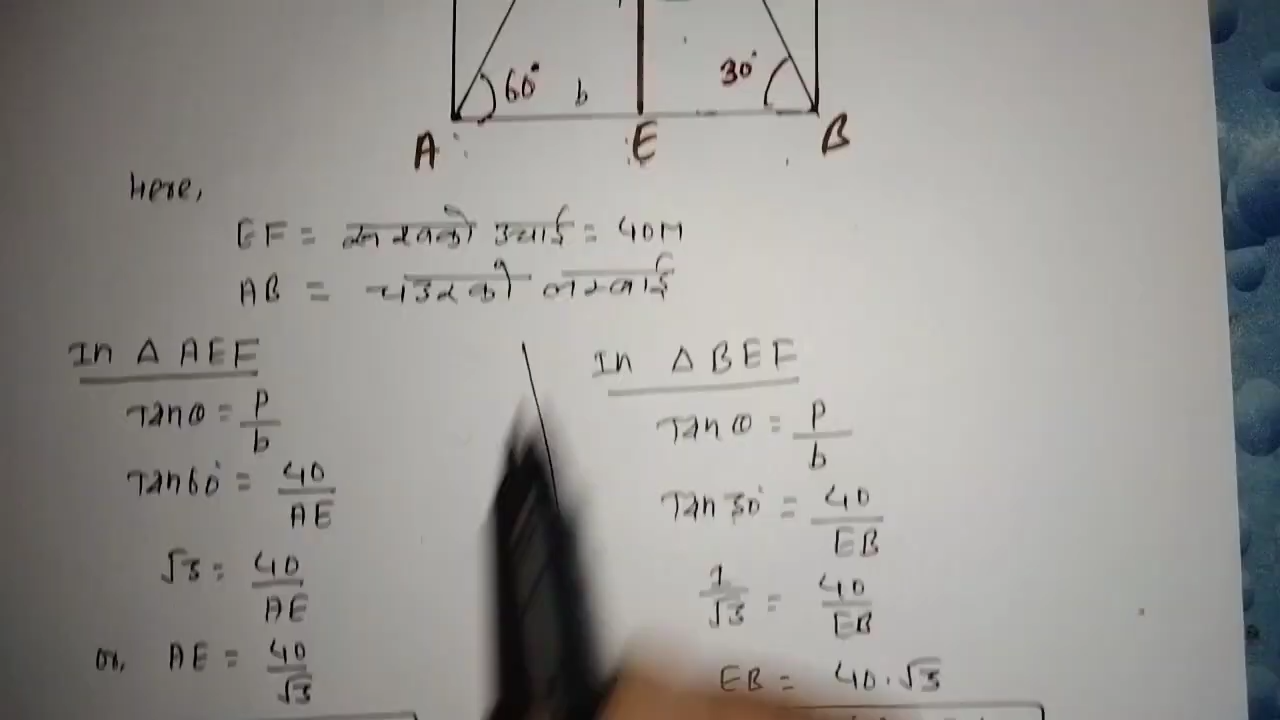 60° b 30°
A E B
Here,
EF = उचाई = 40M
AB = चउरको लम्बाई
In Δ AEF
Tanθ = p/b
Tan60° = 40/AE
√3 = 40/AE
or, AE = 40/√3
In Δ BEF
Tanθ = p/b
Tan30° = 40/EB
1/√3 = 40/EB
EB = 40.√3